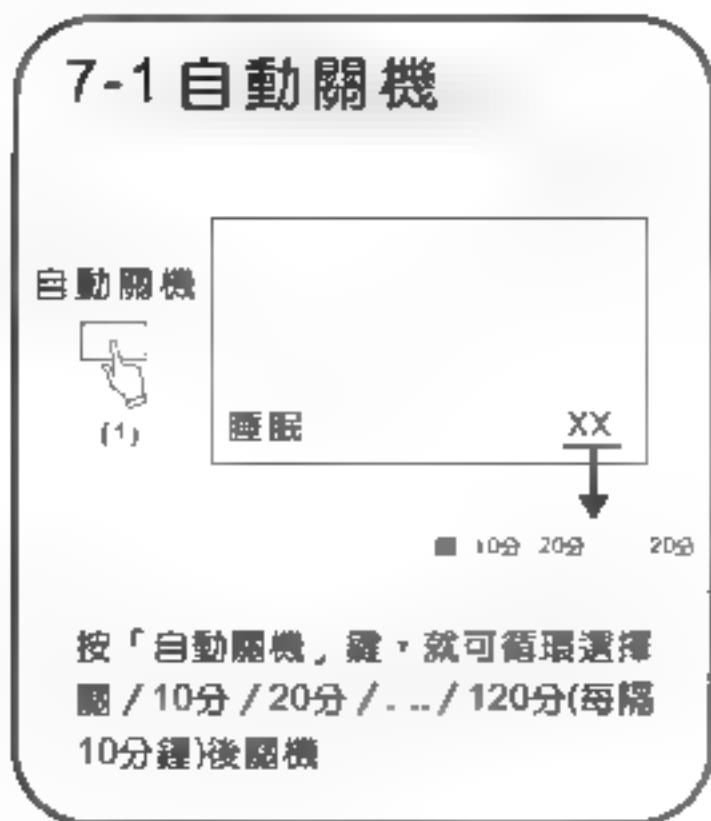 7-1 自動關機
自動關機
(1)
睡眠 XX
10分 20分 20分
按「自動關機」鍵,就可循環選擇
關 / 10分 / 20分 / . .. / 120分(每隔
10分鐘)後關機